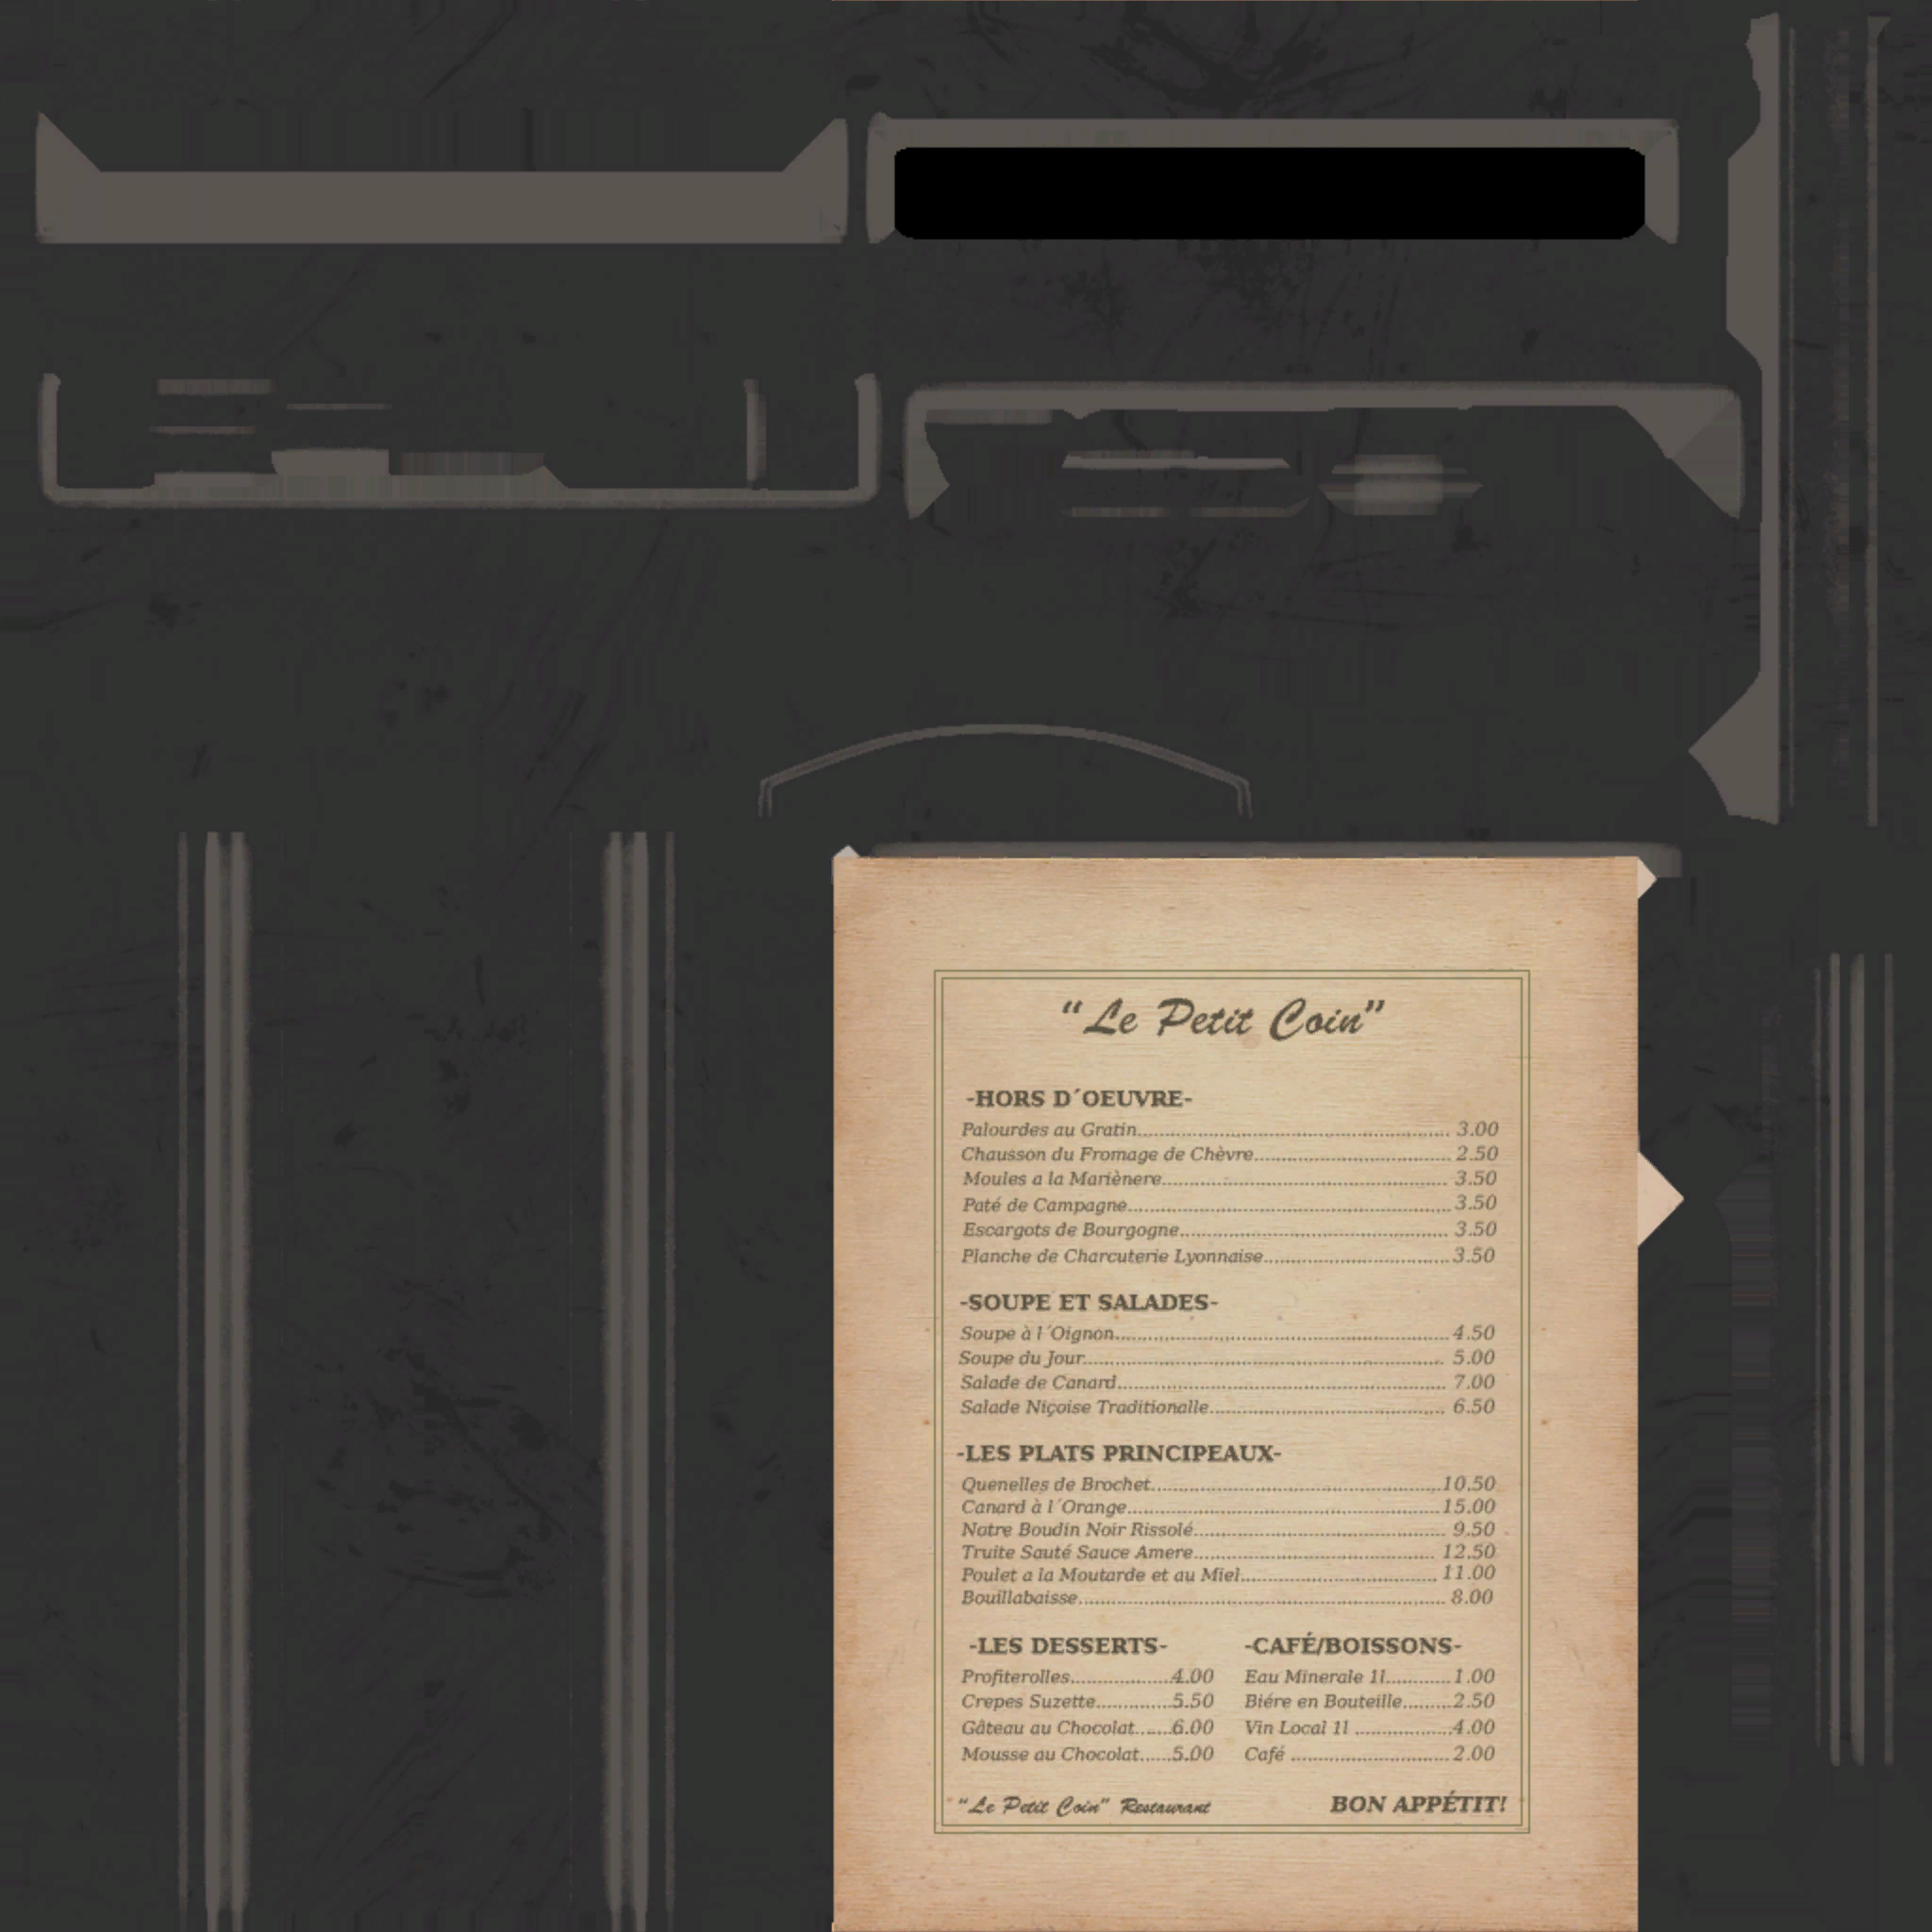 “Le Petit Coin”
-HORS D´OEUVRE-
Palourdes au Gratin 3.00
Chausson du Fromage de Chèvre 2.50
Moules a la Mariènere 3.50
Paté de Campagne 3.50
Escargots de Bourgogne 3.50
Planche de Charcuterie Lyonnaise 3.50
-SOUPE ET SALADES-
Soupe à l´Oignon 4.50
Soupe du Jour 5.00
Salade de Canard 7.00
Salade Niçoise Traditionalle 6.50
-LES PLATS PRINCIPEAUX-
Quenelles de Brochet 10.50
Canard à l´Orange 15.00
Notre Boudin Noir Rissolé 9.50
Truite Sauté Sauce Amere 12.50
Poulet a la Moutarde et au Miel 11.00
Bouillabaisse 8.00
-LES DESSERTS-
Profiterolles 4.00
Crepes Suzette 5.50
Gâteau au Chocolat 6.00
Mousse au Chocolat 5.00
-CAFÉ/BOISSONS-
Eau Minerale 1l 1.00
Biére en Bouteille 2.50
Vin Local 1l 4.00
Café 2.00
“Le Petit Coin” Restaurant
BON APPÉTIT!